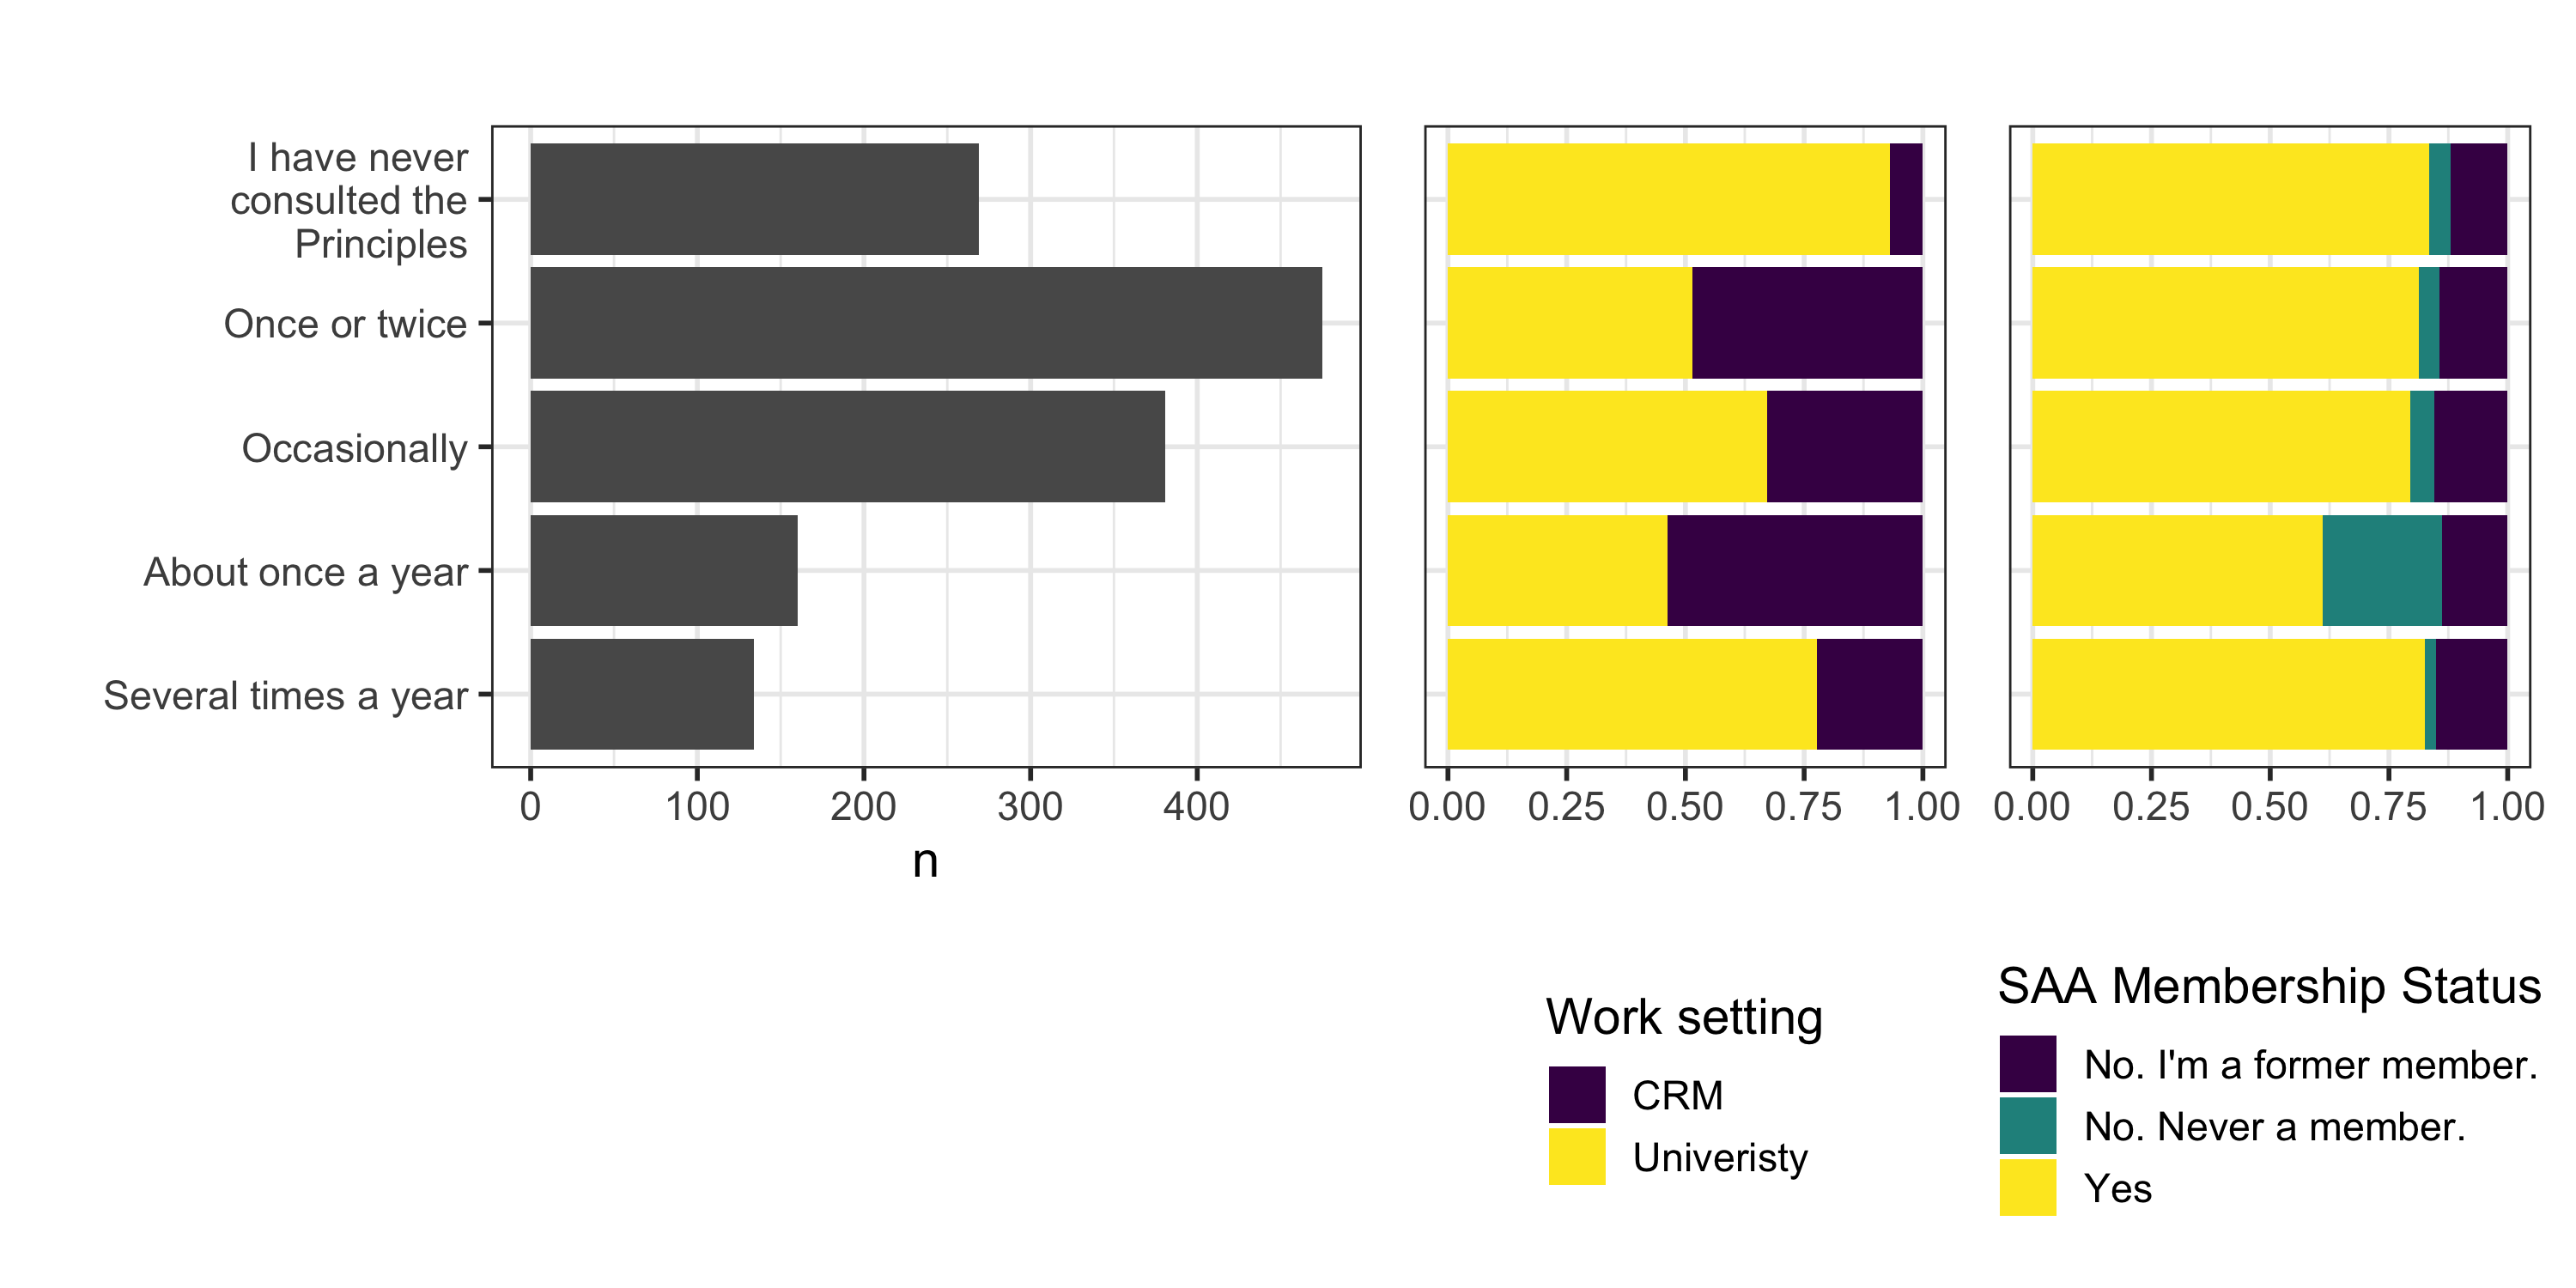 I have never
consulted the
Principles
Once or twice
Occasionally
About once a year
Several times a year
0 100 200 300 400
n
0.00 0.25 0.50 0.75 1.00
0.00 0.25 0.50 0.75 1.00
Work setting
CRM
Univeristy
SAA Membership Status
No. I'm a former member.
No. Never a member.
Yes